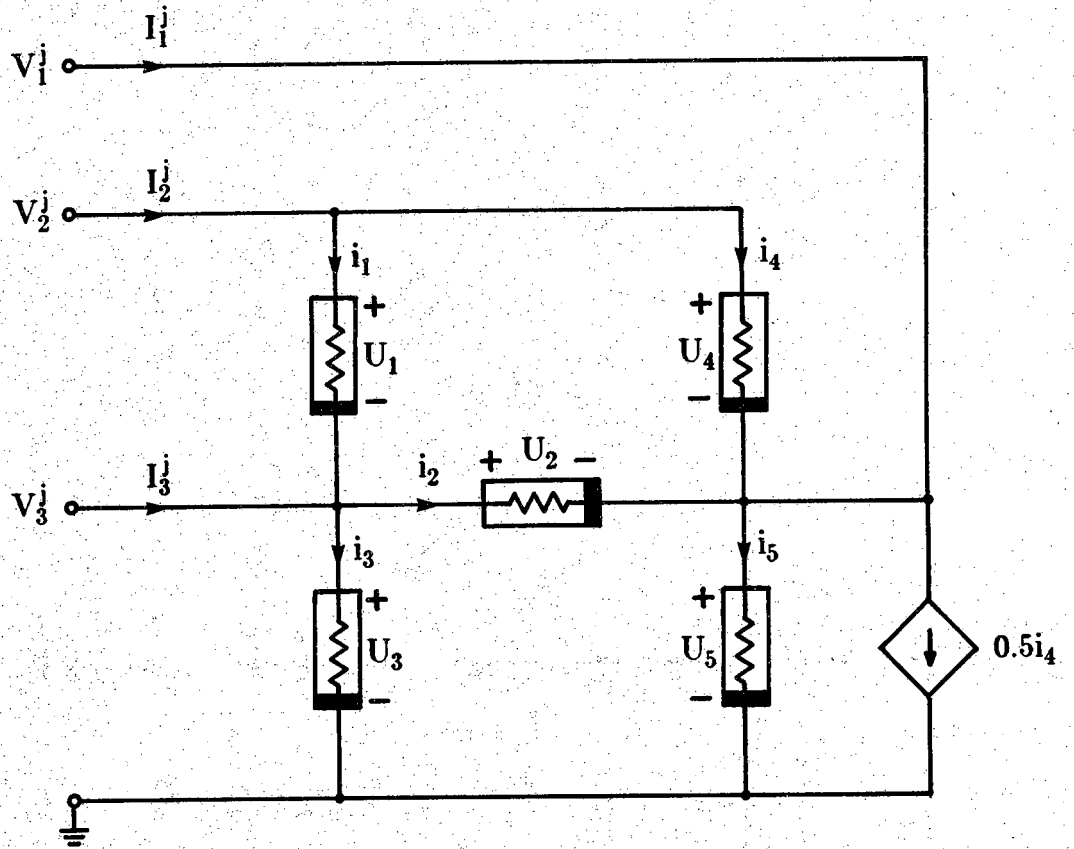 I₁ʲ
V₁ʲ
I₂ʲ
V₂ʲ
i₁
i₄
+
+
U₁
U₄
−
−
I₃ʲ
V₃ʲ
i₂
+ U₂ −
i₃
i₅
+
+
U₃
U₅
0.5i₄
−
−